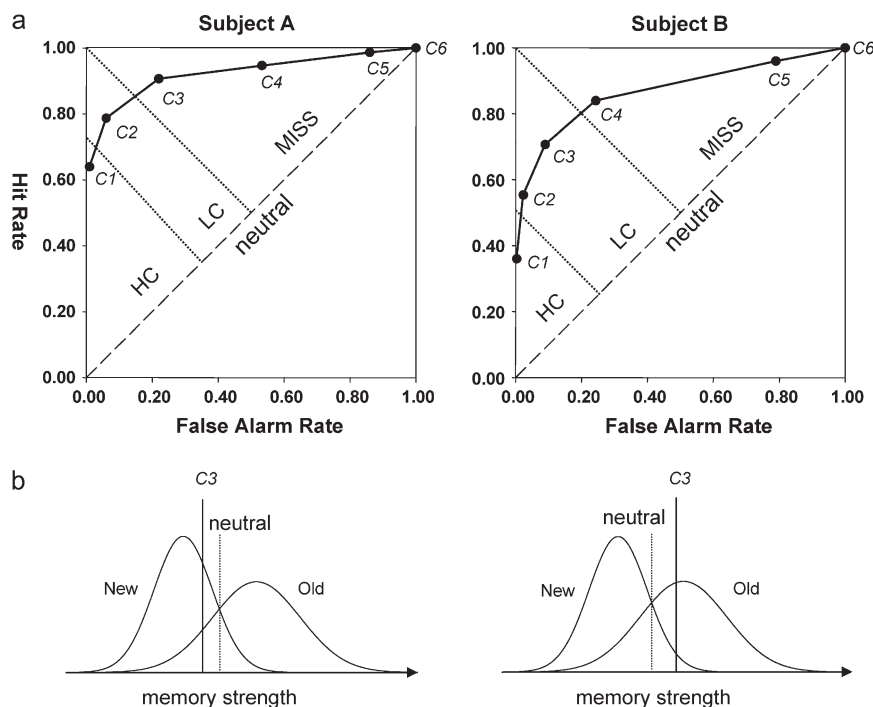 a
Subject A
1.00
0.80
0.60
0.40
0.20
0.00
Hit Rate
C1
C2
C3
C4
C5
C6
HC
LC
MISS
neutral
0.00 0.20 0.40 0.60 0.80 1.00
False Alarm Rate
Subject B
1.00
0.80
0.60
0.40
0.20
0.00
C1
C2
C3
C4
C5
C6
HC
LC
MISS
neutral
0.00 0.20 0.40 0.60 0.80 1.00
False Alarm Rate
b
C3
neutral
New
Old
memory strength
C3
neutral
New
Old
memory strength